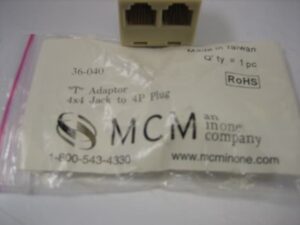 Made in Taiwan
36-040
Q'ty = 1 pc
RoHS
"T" Adaptor
4x4 Jack to 4P Plug
MCM
an
inone
company
1-800-543-4330
www.mcminone.com